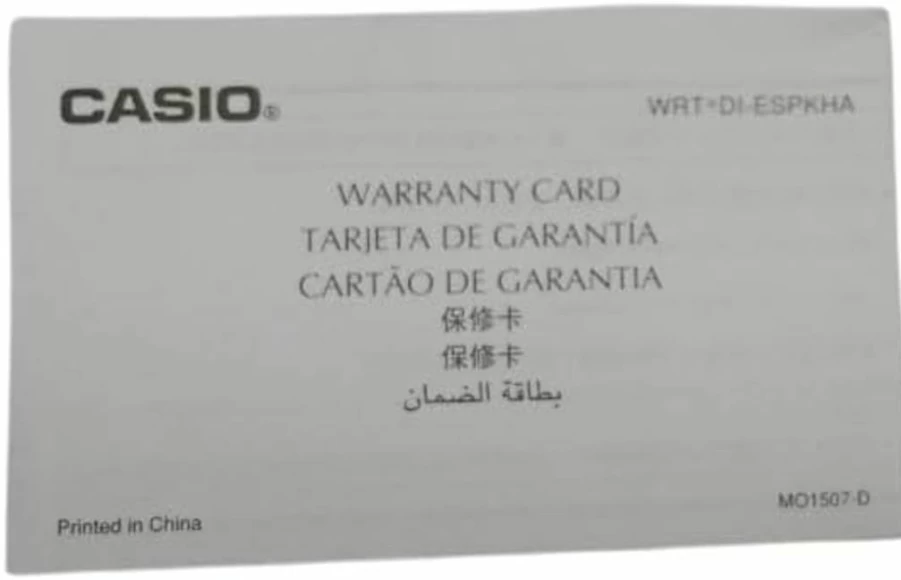 CASIO®
WRT•DI-ESPKHA
WARRANTY CARD
TARJETA DE GARANTÍA
CARTÃO DE GARANTIA
保修卡
保修卡
بطاقة الضمان
MO1507-D
Printed in China